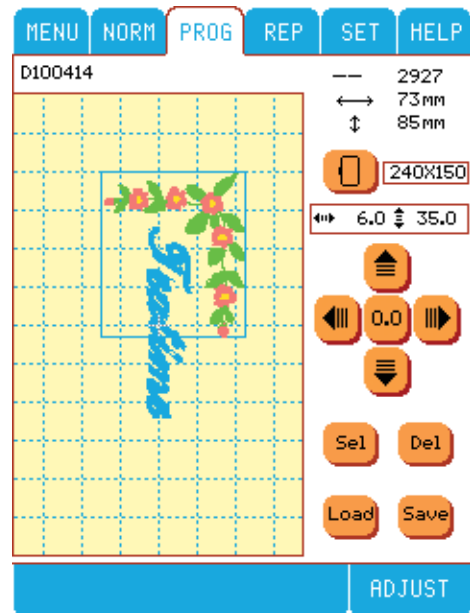 MENU NORM PROG REP SET HELP
D100414
2927
73mm
85mm
240X150
6.0 35.0
0.0
Sel Del
Load Save
ADJUST